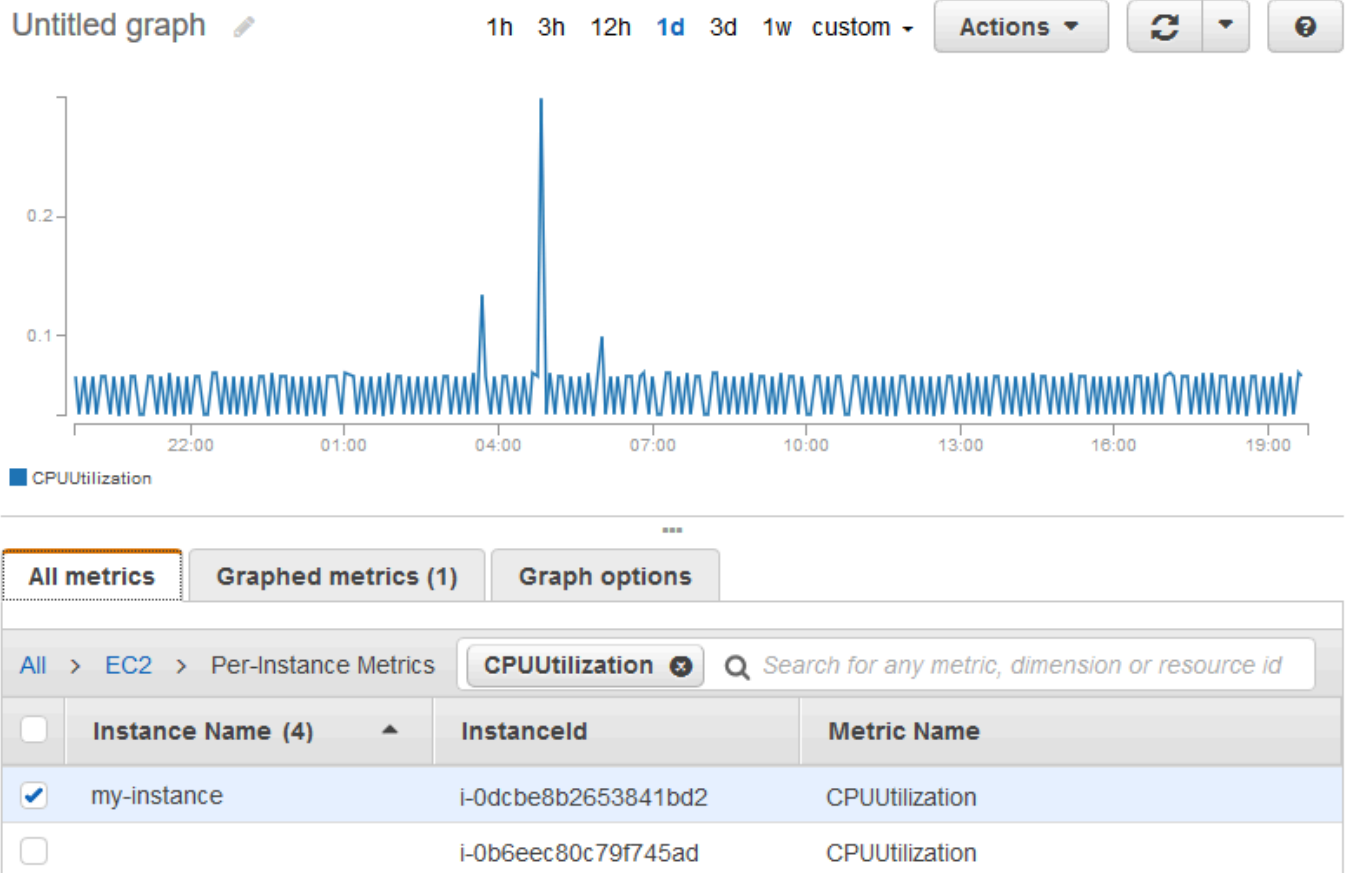 Untitled graph 1h 3h 12h 1d 3d 1w custom Actions
0.2
0.1
22:00 01:00 04:00 07:00 10:00 13:00 16:00 19:00
CPUUtilization
All metrics Graphed metrics (1) Graph options
All > EC2 > Per-Instance Metrics CPUUtilization Search for any metric, dimension or resource id
Instance Name (4) InstanceId Metric Name
my-instance i-0dcbe8b2653841bd2 CPUUtilization
i-0b6eec80c79f745ad CPUUtilization